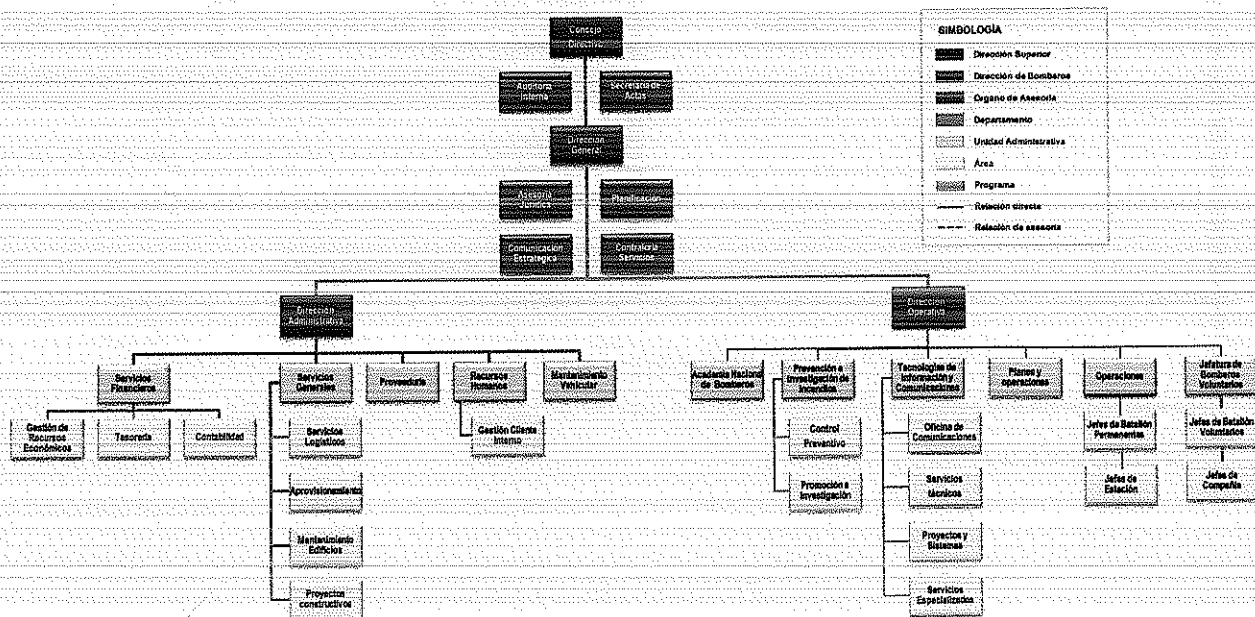 Consejo
Directivo
Auditoria
Interna
Secretaria de
Actas
Dirección
General
Asesoría
Jurídica
Planificación
Comunicación
Estratégica
Contraloría
Servicios
SIMBOLOGÍA
Dirección Superior
Dirección de Bomberos
Órgano de Asesoría
Departamento
Unidad Administrativa
Área
Programa
Relación directa
Relación de asesoría
Dirección
Administrativa
Dirección
Operativa
Servicios
Financieros
Servicios
Generales
Proveeduría
Recursos
Humanos
Mantenimiento
Vehicular
Academia Nacional
de Bomberos
Prevención e
Investigación de
Incendios
Tecnologías de
Información y
Comunicaciones
Planes y
operaciones
Operaciones
Jefatura de
Bomberos
Voluntarios
Gestión de
Recursos
Económicos
Tesorería
Contabilidad
Servicios
Logísticos
Gestión Cliente
Interno
Control
Preventivo
Oficina de
Comunicaciones
Jefes de Batallón
Permanentes
Jefes de Batallón
Voluntarios
Aprovisionamiento
Promoción e
Investigación
Servicios
técnicos
Jefes de
Estación
Jefes de
Compañía
Mantenimiento
Edificios
Proyectos y
Sistemas
Proyectos
constructivos
Servicios
Especializados